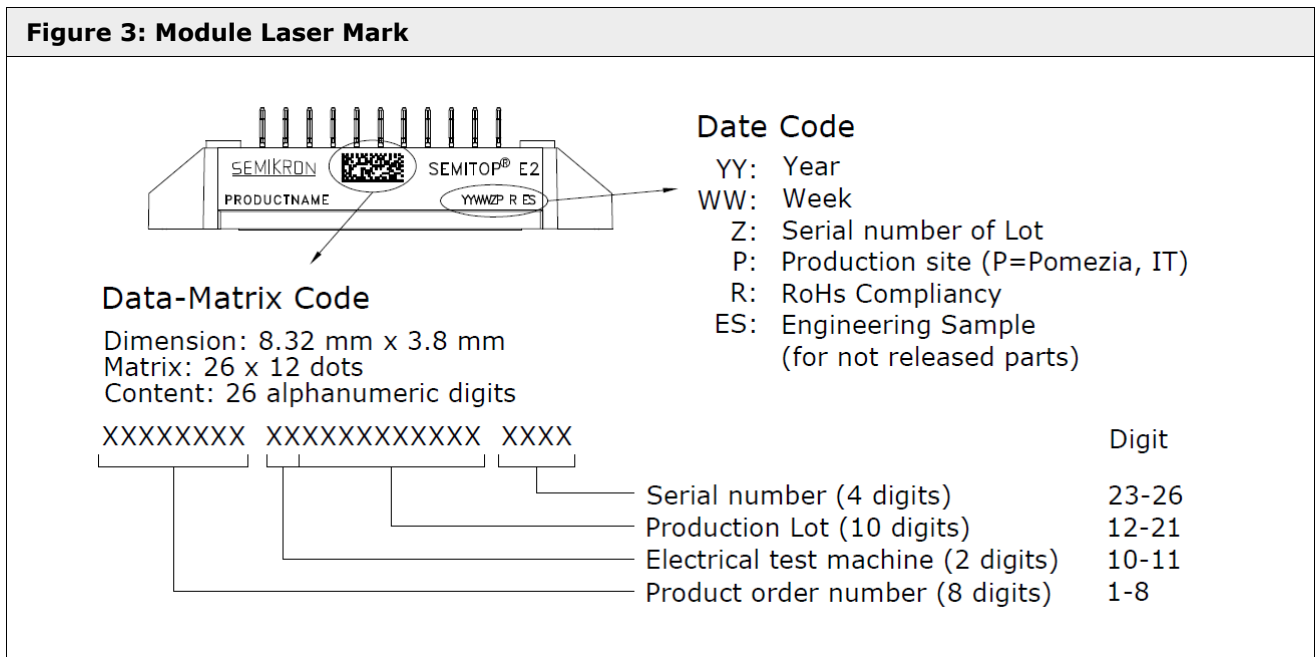 Figure 3: Module Laser Mark
SEMIKRON
SEMITOP® E2
PRODUCTNAME
YYWWZP R ES
Date Code
YY: Year
WW: Week
Z: Serial number of Lot
P: Production site (P=Pomezia, IT)
R: RoHs Compliancy
ES: Engineering Sample
(for not released parts)
Data-Matrix Code
Dimension: 8.32 mm x 3.8 mm
Matrix: 26 x 12 dots
Content: 26 alphanumeric digits
XXXXXXXX XXXXXXXXXXXX XXXX
Digit
Serial number (4 digits) 23-26
Production Lot (10 digits) 12-21
Electrical test machine (2 digits) 10-11
Product order number (8 digits) 1-8